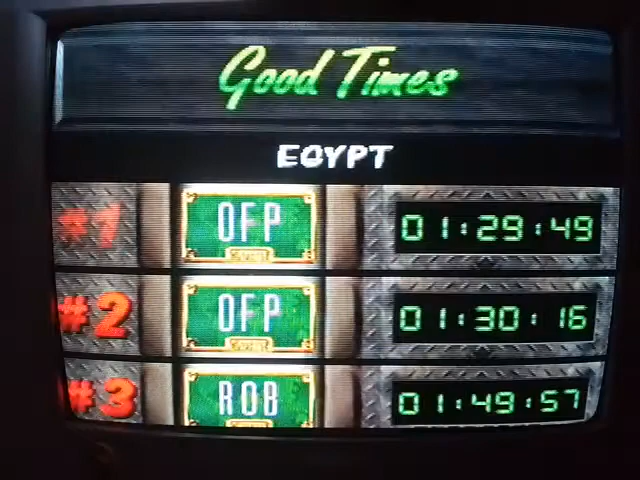 Good Times
EGYPT
#1 OFP 01:29:49
#2 OFP 01:30:16
#3 ROB 01:49:57